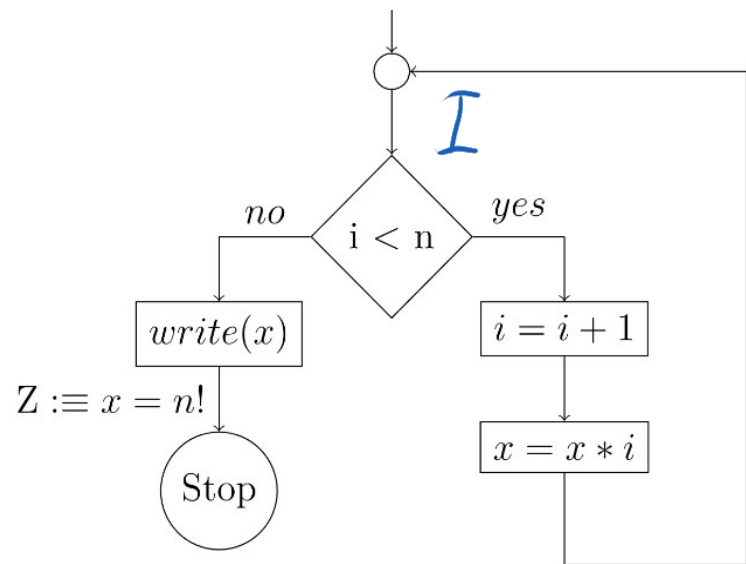 I
no
yes
i < n
write(x)
i = i + 1
Z :≡ x = n!
x = x ∗ i
Stop